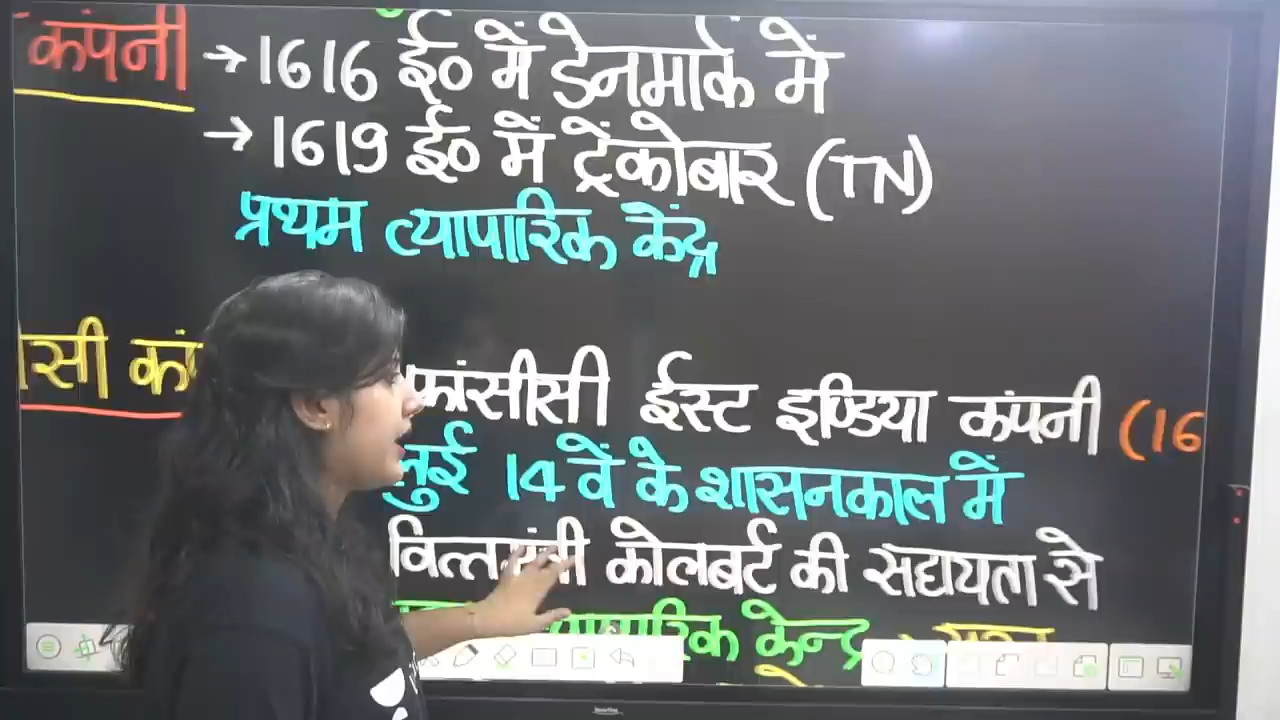 कंपनी → 1616 ई० में डेनमार्क में
→ 1619 ई० में ट्रेंकोबार (TN)
प्रथम व्यापारिक केंद्र
फ्रांसीसी ईस्ट इण्डिया कंपनी (16
लुई 14 वें के शासनकाल में
वित्तमंत्री कोलबर्ट की सहायता से
व्यापारिक केन्द्र